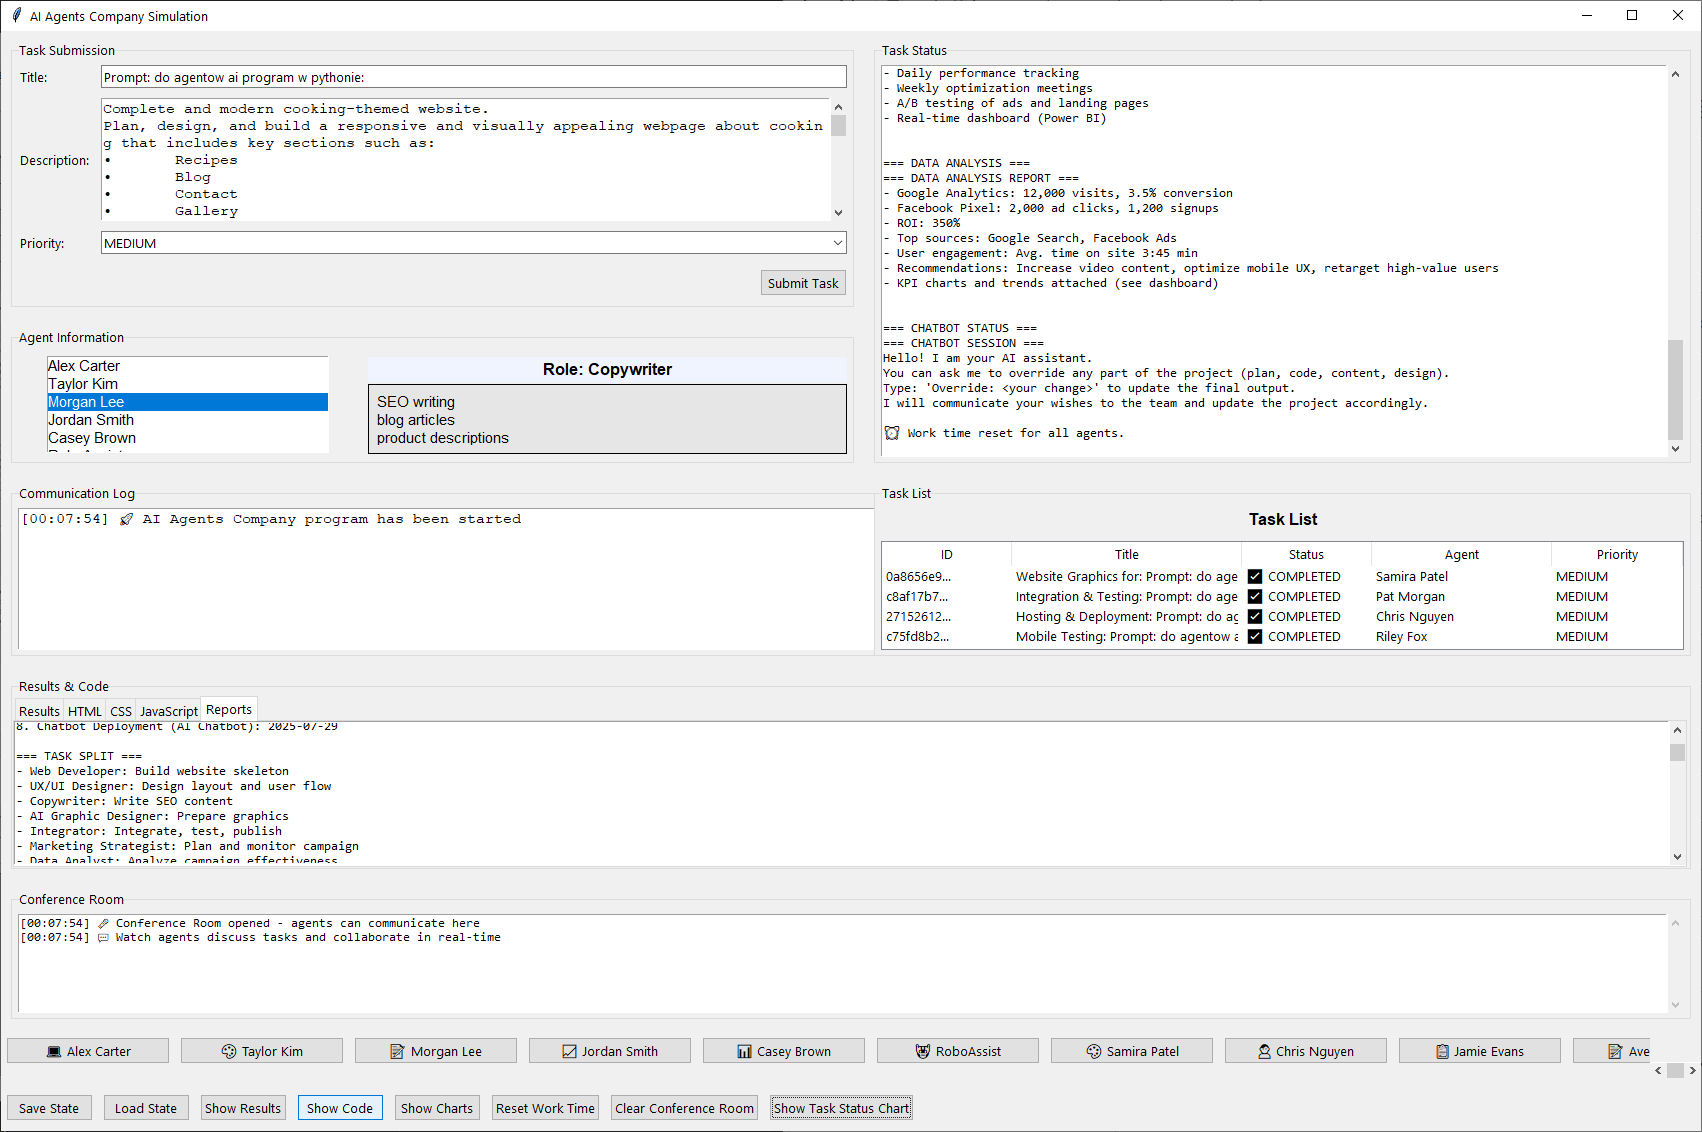 AI Agents Company Simulation
Task Submission
Title:
Prompt: do agentow ai program w pythonie:
Description:
Complete and modern cooking-themed website.
Plan, design, and build a responsive and visually appealing webpage about cookin
g that includes key sections such as:
• Recipes
• Blog
• Contact
• Gallery
Priority:
MEDIUM
Submit Task
Agent Information
Alex Carter
Taylor Kim
Morgan Lee
Jordan Smith
Casey Brown
Role: Copywriter
SEO writing
blog articles
product descriptions
Task Status
- Daily performance tracking
- Weekly optimization meetings
- A/B testing of ads and landing pages
- Real-time dashboard (Power BI)
=== DATA ANALYSIS ===
=== DATA ANALYSIS REPORT ===
- Google Analytics: 12,000 visits, 3.5% conversion
- Facebook Pixel: 2,000 ad clicks, 1,200 signups
- ROI: 350%
- Top sources: Google Search, Facebook Ads
- User engagement: Avg. time on site 3:45 min
- Recommendations: Increase video content, optimize mobile UX, retarget high-value users
- KPI charts and trends attached (see dashboard)
=== CHATBOT STATUS ===
=== CHATBOT SESSION ===
Hello! I am your AI assistant.
You can ask me to override any part of the project (plan, code, content, design).
Type: 'Override: <your change>' to update the final output.
I will communicate your wishes to the team and update the project accordingly.
⏰ Work time reset for all agents.
Communication Log
[00:07:54] 🚀 AI Agents Company program has been started
Task List
Task List
ID Title Status Agent Priority
0a8656e9... Website Graphics for: Prompt: do age ✅ COMPLETED Samira Patel MEDIUM
c8af17b7... Integration & Testing: Prompt: do age ✅ COMPLETED Pat Morgan MEDIUM
27152612... Hosting & Deployment: Prompt: do ag ✅ COMPLETED Chris Nguyen MEDIUM
c75fd8b2... Mobile Testing: Prompt: do agentow a ✅ COMPLETED Riley Fox MEDIUM
Results & Code
Results HTML CSS JavaScript Reports
8. Chatbot Deployment (AI Chatbot): 2025-07-29
=== TASK SPLIT ===
- Web Developer: Build website skeleton
- UX/UI Designer: Design layout and user flow
- Copywriter: Write SEO content
- AI Graphic Designer: Prepare graphics
- Integrator: Integrate, test, publish
- Marketing Strategist: Plan and monitor campaign
- Data Analyst: Analyze campaign effectiveness
Conference Room
[00:07:54] Conference Room opened - agents can communicate here
[00:07:54] 💬 Watch agents discuss tasks and collaborate in real-time
Alex Carter Taylor Kim Morgan Lee Jordan Smith Casey Brown RoboAssist Samira Patel Chris Nguyen Jamie Evans Ave
Save State Load State Show Results Show Code Show Charts Reset Work Time Clear Conference Room Show Task Status Chart